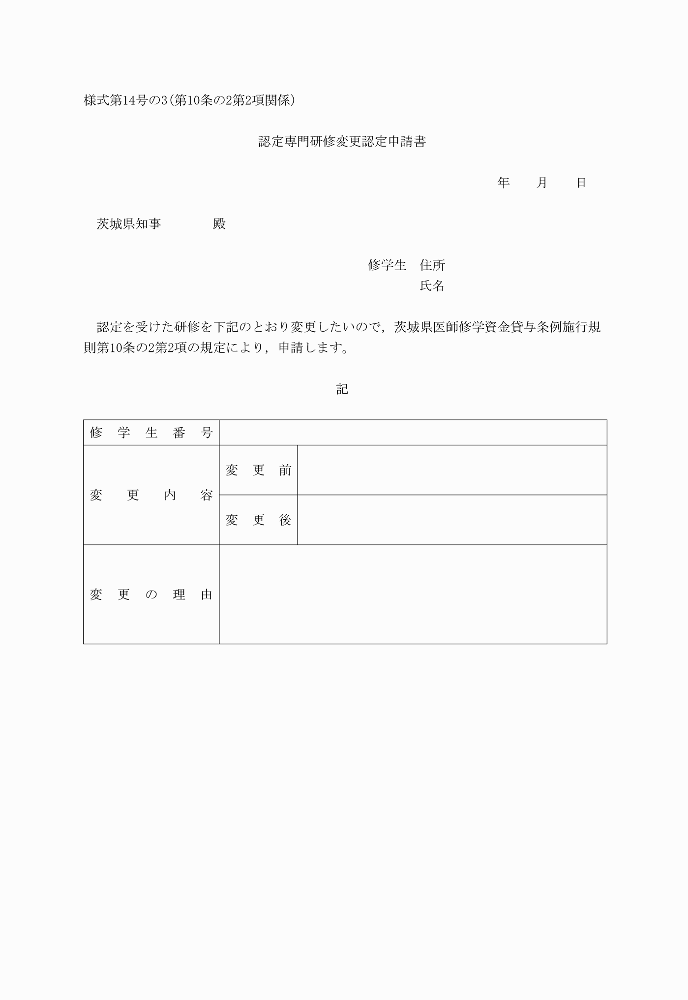 様式第14号の3(第10条の2第2項関係)
認定専門研修変更認定申請書
年　　月　　日
茨城県知事　　　　殿
修学生　住所
氏名
認定を受けた研修を下記のとおり変更したいので，茨城県医師修学資金貸与条例施行規
則第10条の2第2項の規定により，申請します。
記
修学生番号
変更内容
変更前
変更後
変更の理由